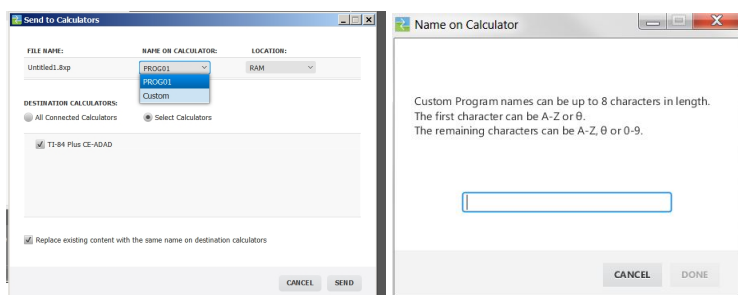 Send to Calculators
FILE NAME: NAME ON CALCULATOR: LOCATION:
Untitled1.8xp PROG01 RAM
PROG01
Custom
DESTINATION CALCULATORS:
All Connected Calculators Select Calculators
TI-84 Plus CE-ADAD
Replace existing content with the same name on destination calculators
CANCEL SEND
Name on Calculator
Custom Program names can be up to 8 characters in length.
The first character can be A-Z or θ.
The remaining characters can be A-Z, θ or 0-9.
CANCEL DONE